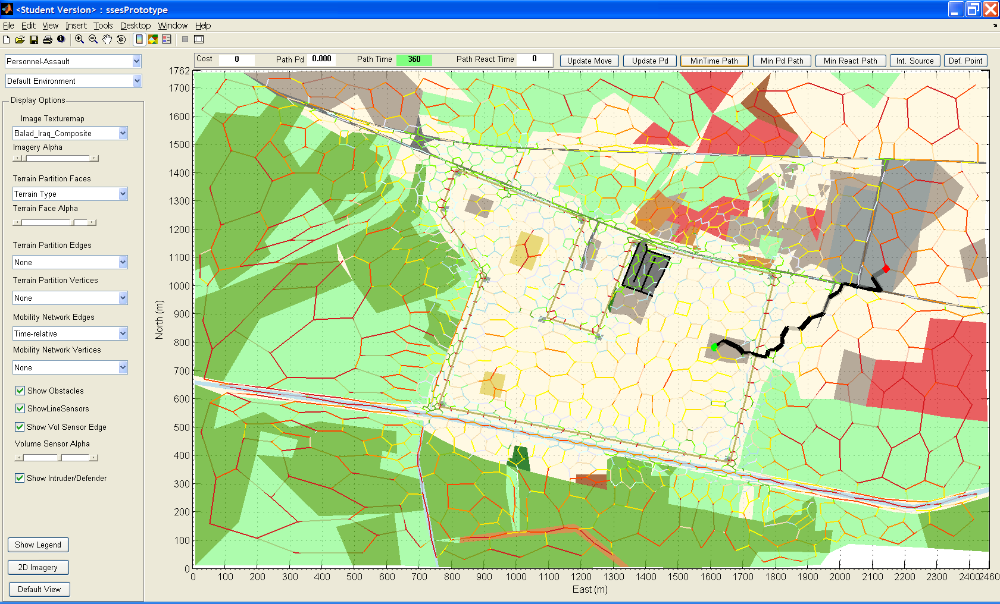 <Student Version> : ssesPrototype
File Edit View Insert Tools Desktop Window Help
Personnel-Assault
Default Environment
Display Options
Image Texturemap
Balad_Iraq_Composite
Imagery Alpha
Terrain Partition Faces
Terrain Type
Terrain Face Alpha
Terrain Partition Edges
None
Terrain Partition Vertices
None
Mobility Network Edges
Time-relative
Mobility Network Vertices
None
Show Obstacles
ShowLineSensors
Show Vol Sensor Edge
Volume Sensor Alpha
Show Intruder/Defender
Show Legend
2D Imagery
Default View
Cost 0 Path Pd 0.000 Path Time 360 Path React Time 0
Update Move Update Pd MinTime Path Min Pd Path Min React Path Int. Source Def. Point
1762
1700
1600
1500
1400
1300
1200
1100
1000
900
800
700
600
500
400
300
200
100
0
North (m)
0 100 200 300 400 500 600 700 800 900 1000 1100 1200 1300 1400 1500 1600 1700 1800 1900 2000 2100 2200 2300 2400 2460
East (m)